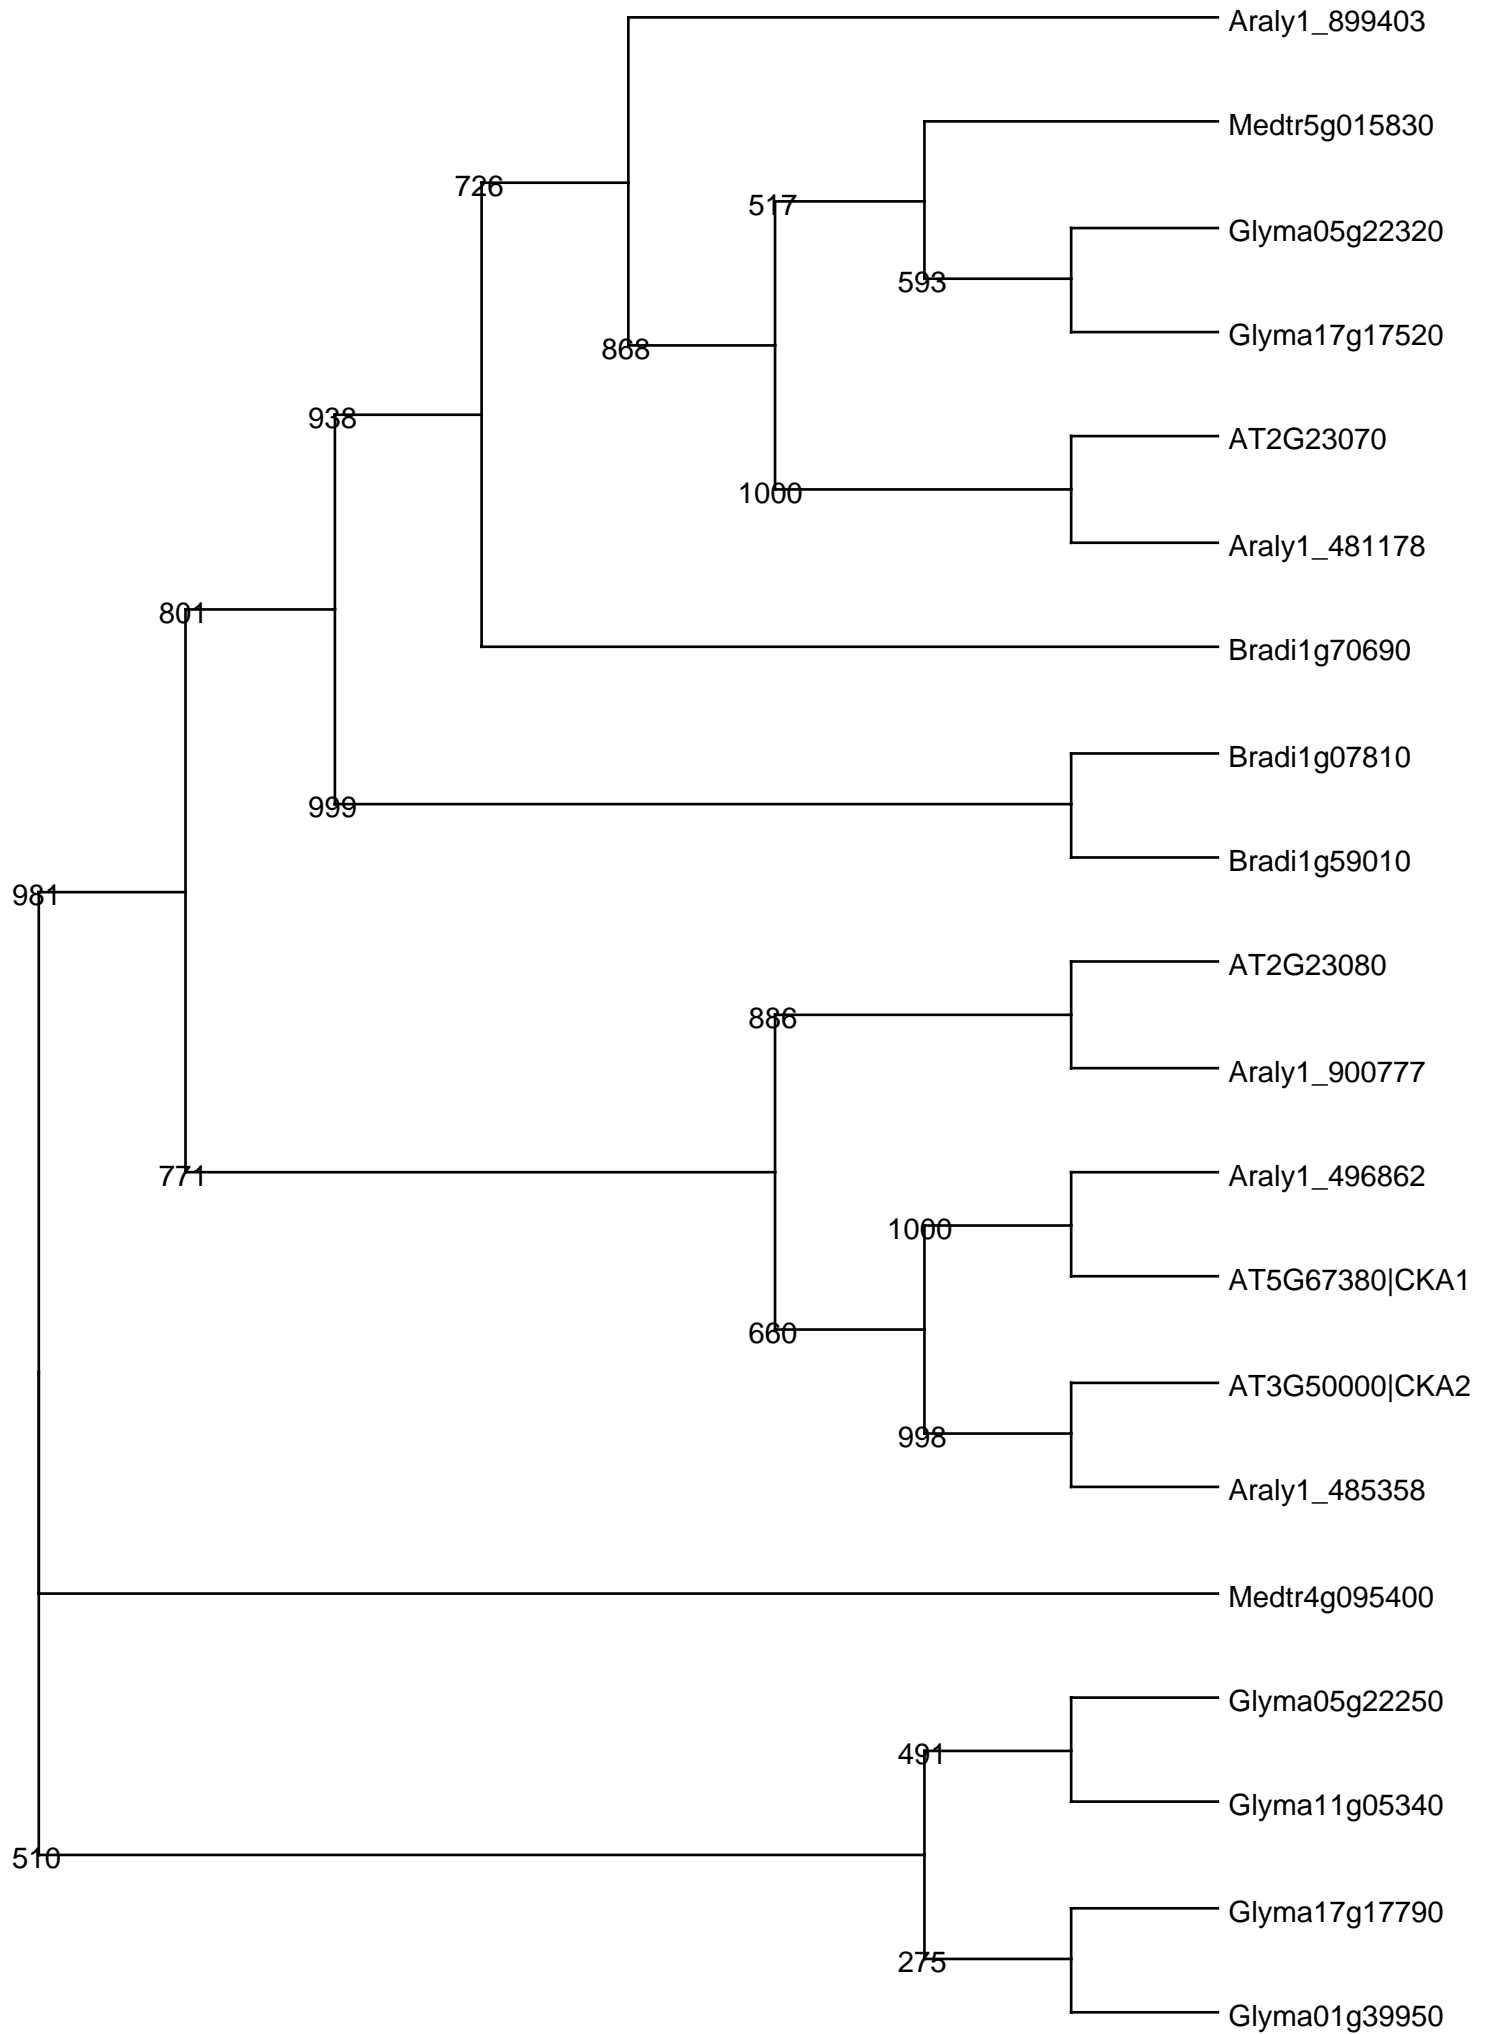 Araly1_899403
Medtr5g015830
726
517
Glyma05g22320
593
Glyma17g17520
868
938
AT2G23070
1000
Araly1_481178
801
Bradi1g70690
Bradi1g07810
999
Bradi1g59010
981
AT2G23080
886
Araly1_900777
771
Araly1_496862
1000
AT5G67380|CKA1
660
AT3G50000|CKA2
998
Araly1_485358
Medtr4g095400
Glyma05g22250
491
Glyma11g05340
510
Glyma17g17790
275
Glyma01g39950